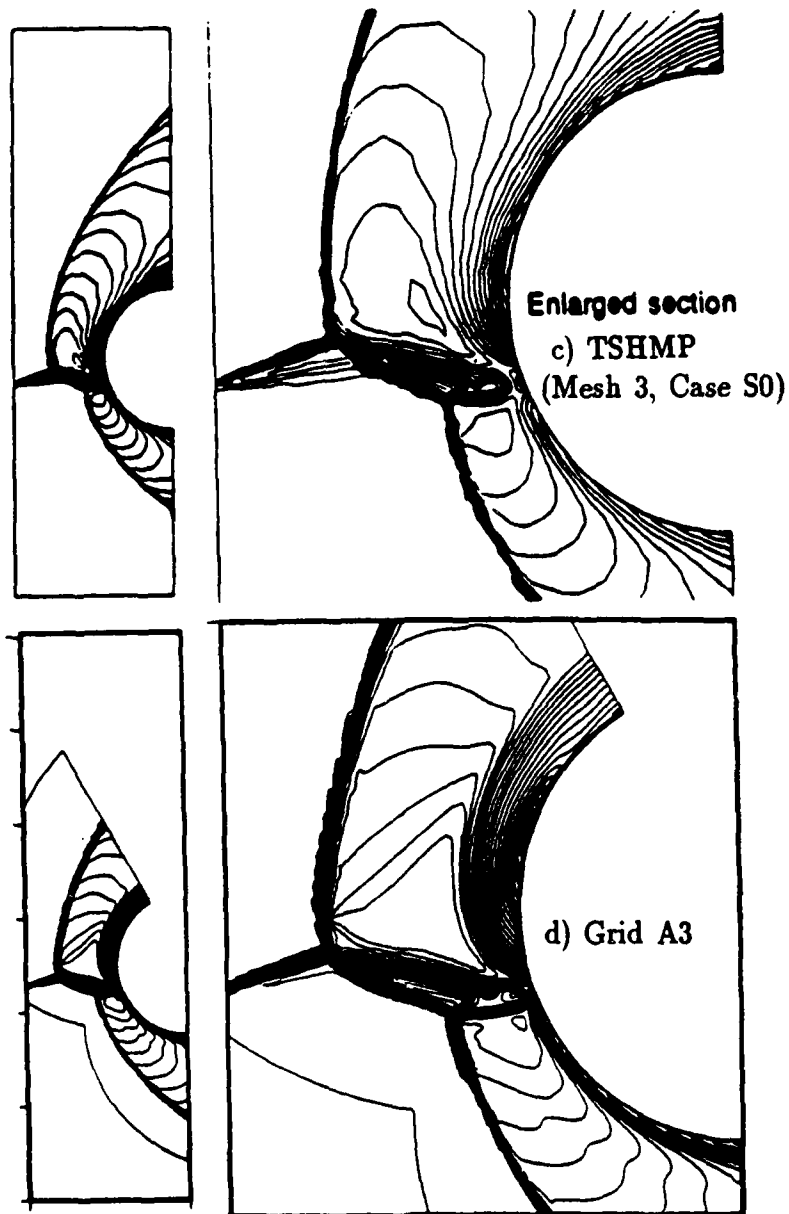 Enlarged section
c) TSHMP
(Mesh 3, Case S0)
d) Grid A3